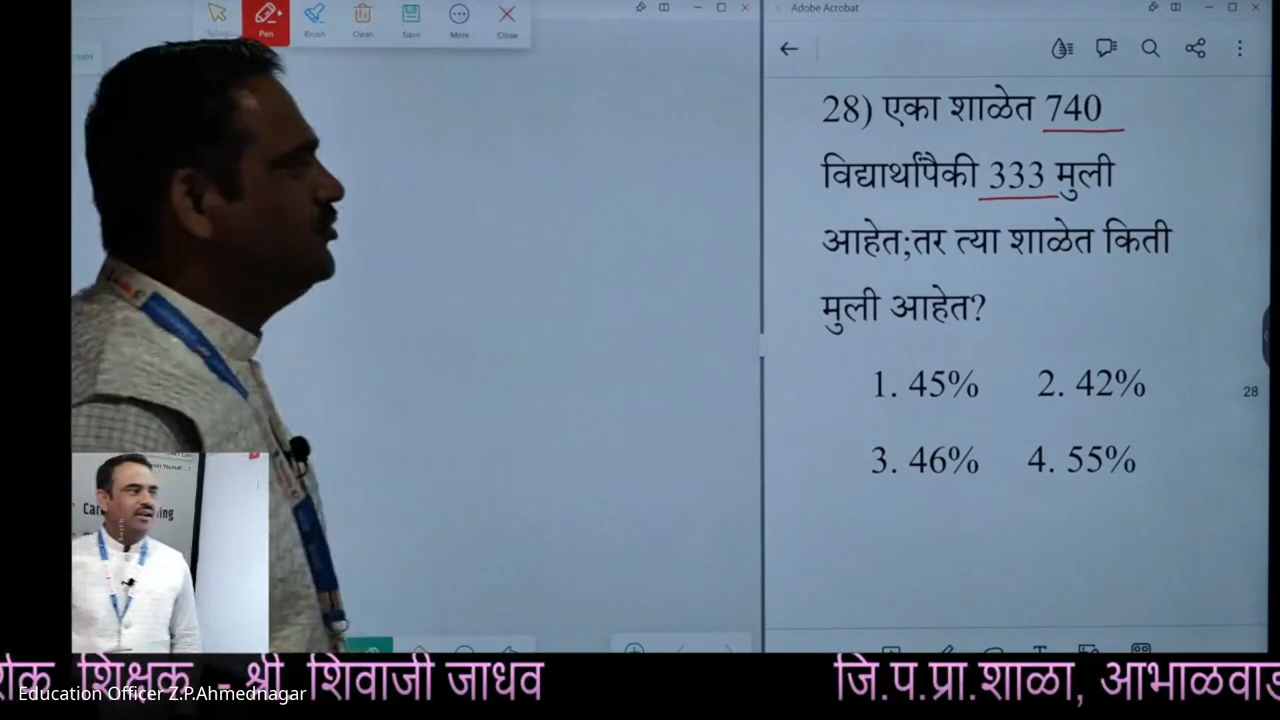 Pen
Brush
Clean
Save
More
Close
Adobe Acrobat
28) एका शाळेत 740
विद्यार्थांपैकी 333 मुली
आहेत;तर त्या शाळेत किती
मुली आहेत?
1. 45% 2. 42%
28
3. 46% 4. 55%
शिक्षक - श्री शिवाजी जाधव जि.प.प्रा.शाळा,
Education Officer Z.P.Ahmednagar